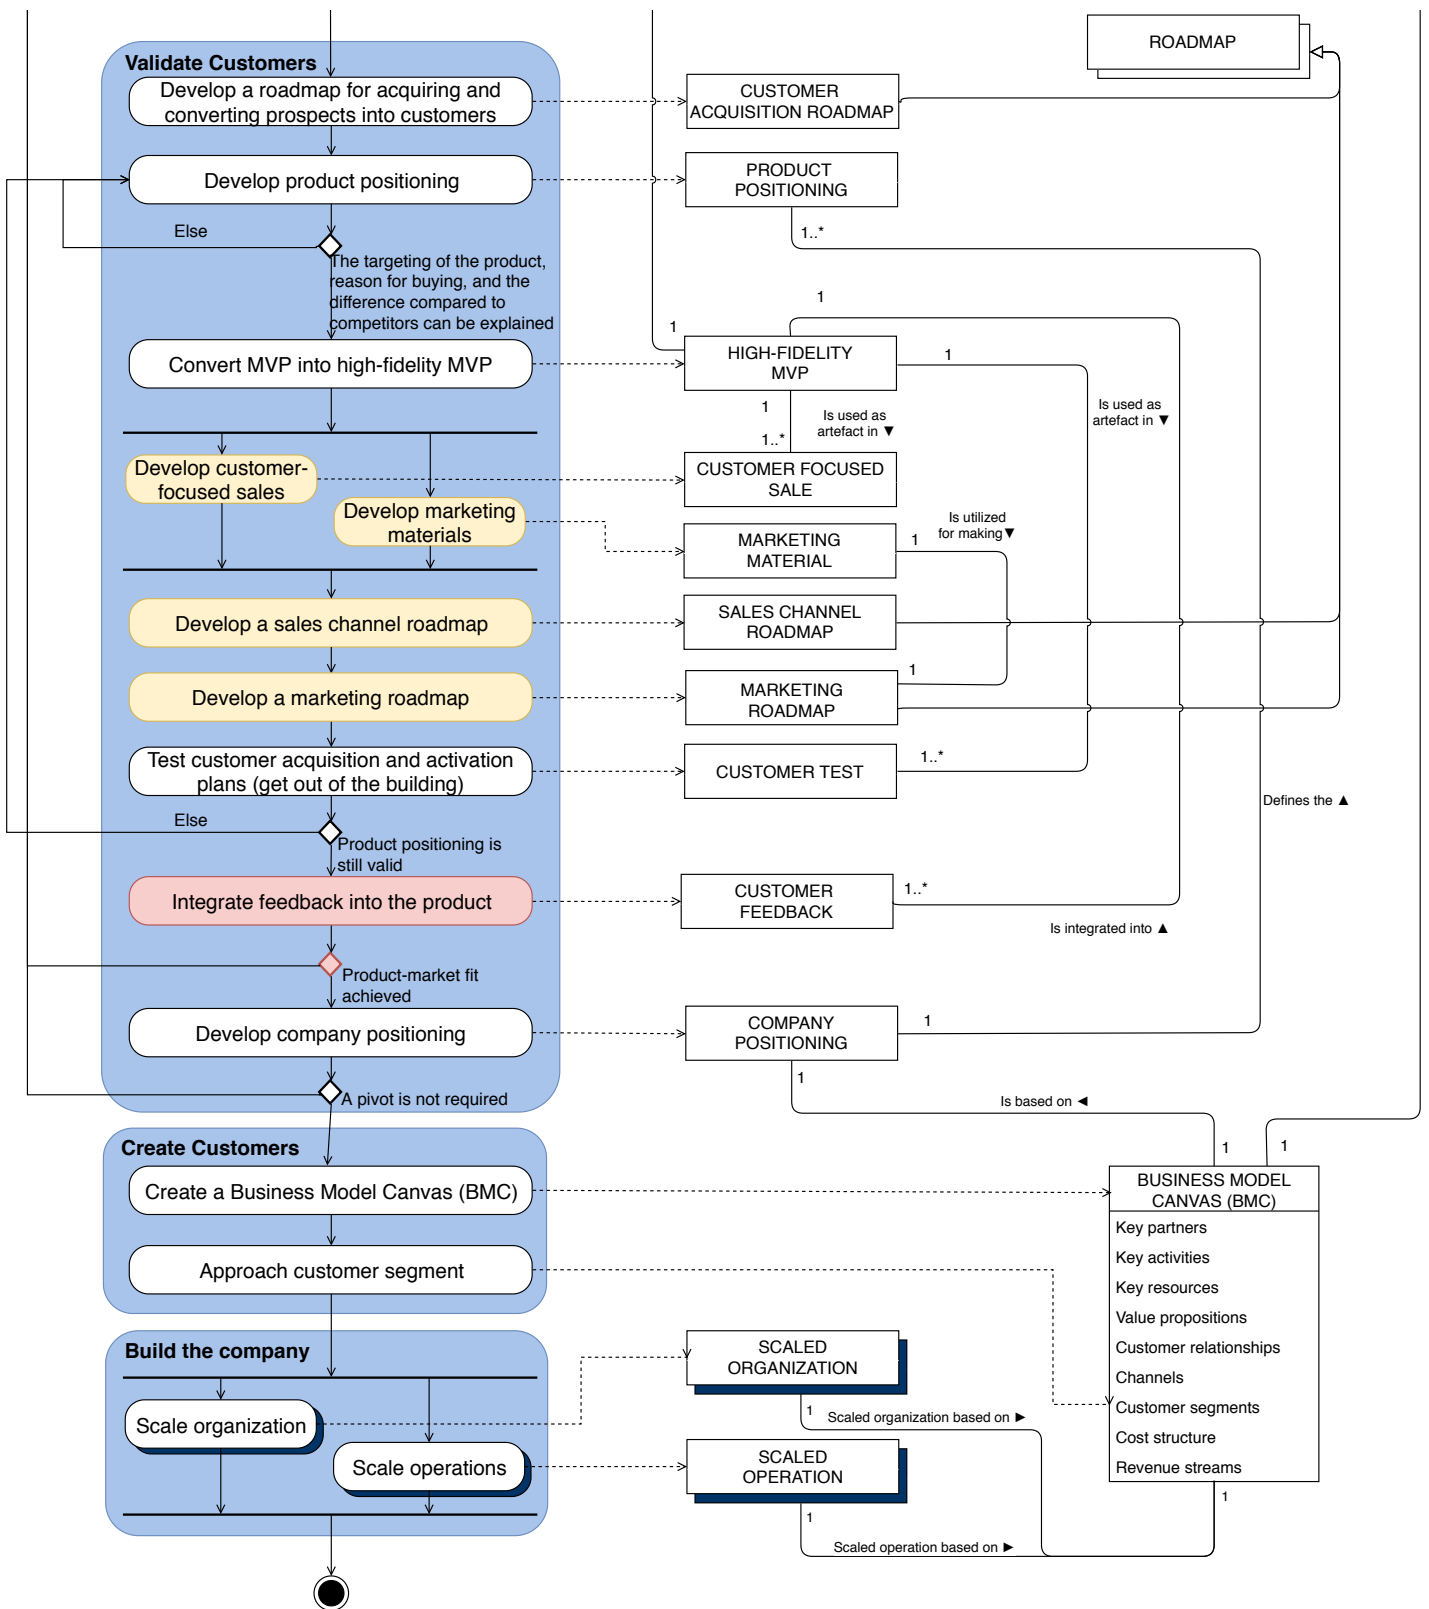 ROADMAP
Validate Customers
Develop a roadmap for acquiring and
converting prospects into customers
CUSTOMER
ACQUISITION ROADMAP
Develop product positioning
PRODUCT
POSITIONING
Else
1..*
The targeting of the product,
reason for buying, and the
difference compared to
competitors can be explained
1
1
Convert MVP into high-fidelity MVP
HIGH-FIDELITY
MVP
1
1
Is used as
artefact in ▼
1..*
Is used as
artefact in ▼
Develop customer-
focused sales
CUSTOMER FOCUSED
SALE
Develop marketing
materials
MARKETING
MATERIAL
1
Is utilized
for making▼
Develop a sales channel roadmap
SALES CHANNEL
ROADMAP
Develop a marketing roadmap
MARKETING
ROADMAP
1
Test customer acquisition and activation
plans (get out of the building)
CUSTOMER TEST
1..*
Else
Product positioning is
still valid
Defines the ▲
Integrate feedback into the product
CUSTOMER
FEEDBACK
1..*
Is integrated into ▲
Product-market fit
achieved
Develop company positioning
COMPANY
POSITIONING
1
1
A pivot is not required
Is based on ◄
1
1
Create Customers
Create a Business Model Canvas (BMC)
BUSINESS MODEL
CANVAS (BMC)
Key partners
Key activities
Key resources
Value propositions
Customer relationships
Channels
Customer segments
Cost structure
Revenue streams
1
Approach customer segment
Build the company
SCALED
ORGANIZATION
1
Scaled organization based on ►
Scale organization
Scale operations
SCALED
OPERATION
1
Scaled operation based on ►